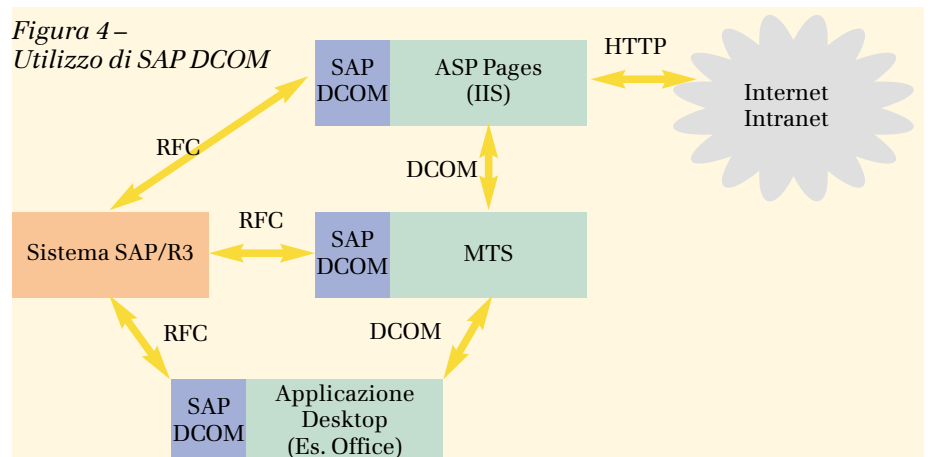 Figura 4 –
Utilizzo di SAP DCOM
SAP
DCOM
ASP Pages
(IIS)
HTTP
Internet
Intranet
RFC
DCOM
Sistema SAP/R3
RFC
SAP
DCOM
MTS
RFC
DCOM
SAP
DCOM
Applicazione
Desktop
(Es. Office)